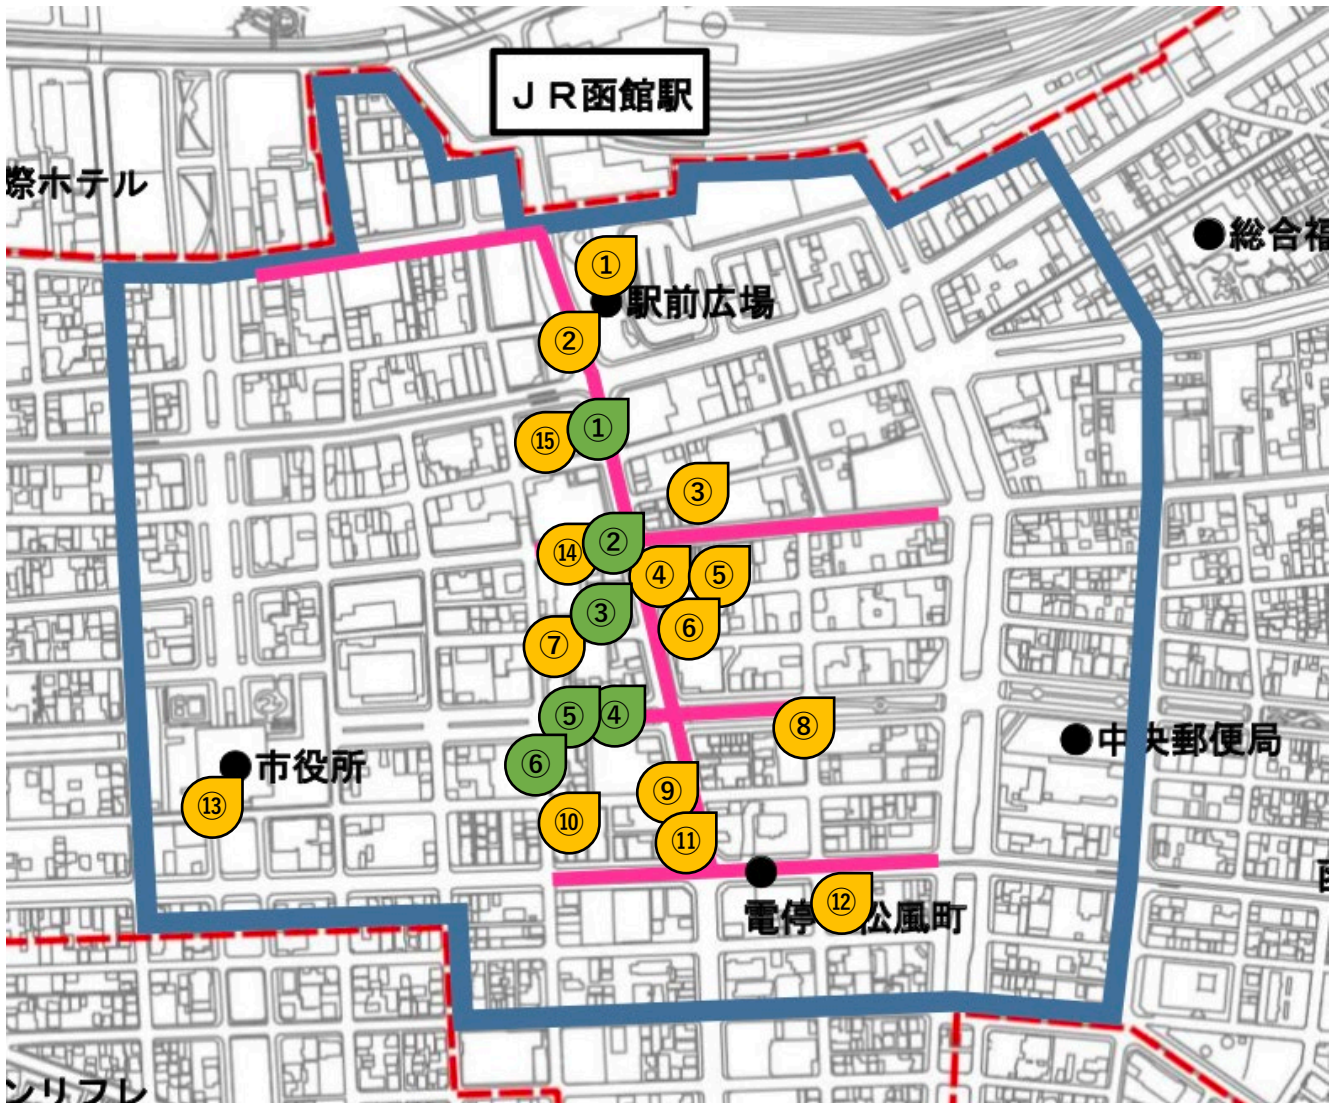 ＪＲ函館駅
際ホテル
総合福
①
駅前広場
②
①
⑮
③
②
⑭
④
⑤
③
⑥
⑦
⑤
④
⑧
中央郵便局
⑥
市役所
⑨
⑬
⑩
⑪
⑫
電停 松風町
ンリフレ